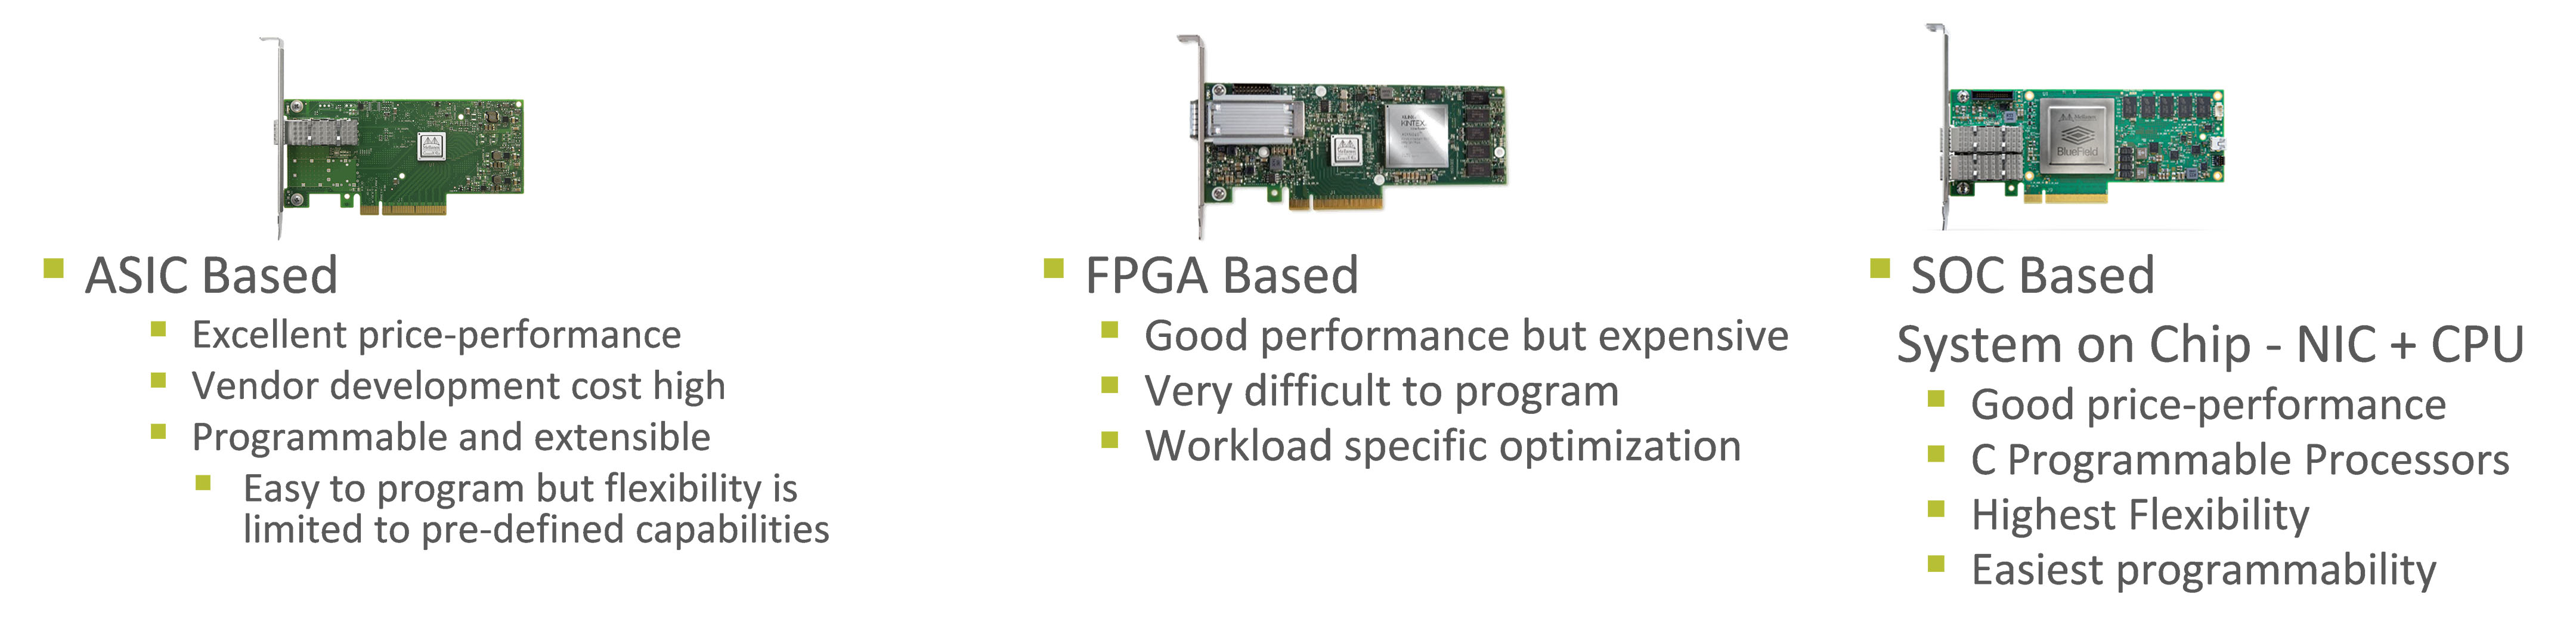 KINTEX
BlueField
ASIC Based
Excellent price-performance
Vendor development cost high
Programmable and extensible
Easy to program but flexibility is
limited to pre-defined capabilities
FPGA Based
Good performance but expensive
Very difficult to program
Workload specific optimization
SOC Based
System on Chip - NIC + CPU
Good price-performance
C Programmable Processors
Highest Flexibility
Easiest programmability